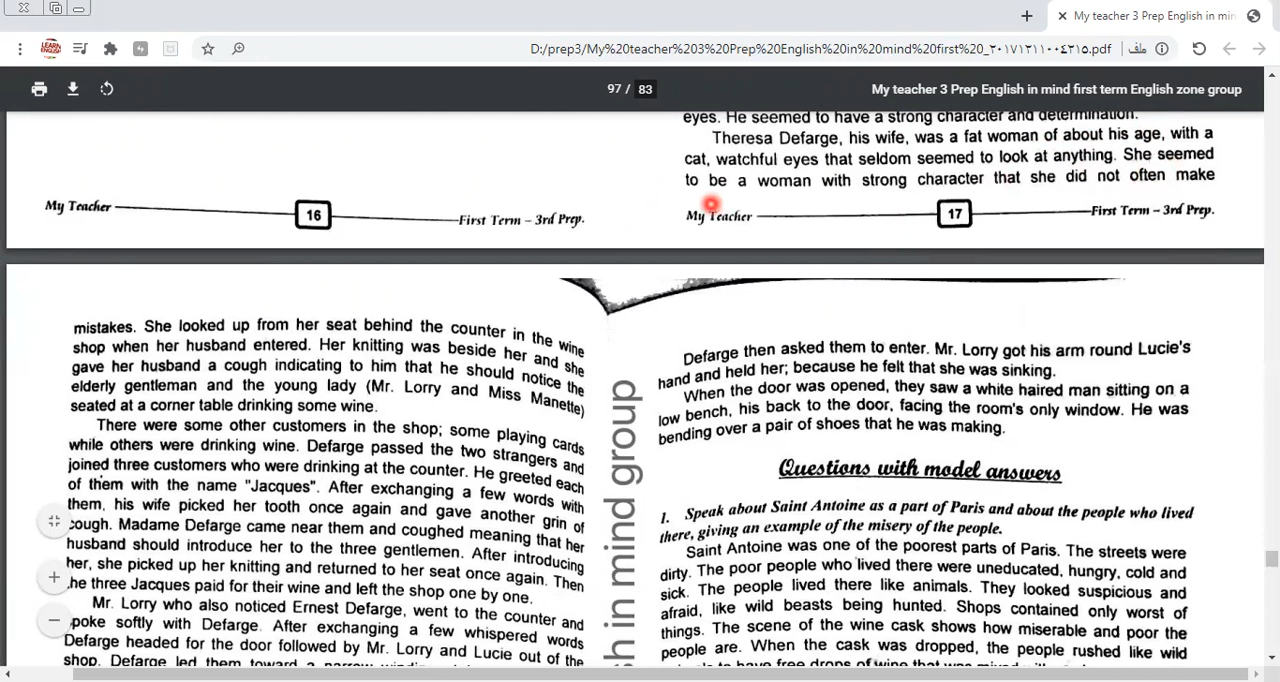 My teacher 3 Prep English in min
D:/prep3/My%20teacher%203%20Prep%20English%20in%20mind%20first%20_٢٠١٧١٢١١٠٠٤٢١٥.pdf
ملف
97 / 83
My teacher 3 Prep English in mind first term English zone group
My Teacher
16
First Term – 3rd Prep.
eyes. He seemed to have a strong character and determination.
Theresa Defarge, his wife, was a fat woman of about his age, with a
cat, watchful eyes that seldom seemed to look at anything. She seemed
to be a woman with strong character that she did not often make
My Teacher
17
First Term – 3rd Prep.
mistakes. She looked up from her seat behind the counter in the wine
shop when her husband entered. Her knitting was beside her and she
gave her husband a cough indicating to him that he should notice the
elderly gentleman and the young lady (Mr. Lorry and Miss Manette)
seated at a corner table drinking some wine.
There were some other customers in the shop; some playing cards
while others were drinking wine. Defarge passed the two strangers and
joined three customers who were drinking at the counter. He greeted each
of them with the name "Jacques". After exchanging a few words with
them, his wife picked her tooth once again and gave another grin of
cough. Madame Defarge came near them and coughed meaning that her
husband should introduce her to the three gentlemen. After introducing
her, she picked up her knitting and returned to her seat once again. Then
the three Jacques paid for their wine and left the shop one by one.
Mr. Lorry who also noticed Ernest Defarge, went to the counter and
spoke softly with Defarge. After exchanging a few whispered words
Defarge headed for the door followed by Mr. Lorry and Lucie out of the
shop. Defarge led them toward a narrow
sh in mind group
Defarge then asked them to enter. Mr. Lorry got his arm round Lucie's
hand and held her; because he felt that she was sinking.
When the door was opened, they saw a white haired man sitting on a
low bench, his back to the door, facing the room's only window. He was
bending over a pair of shoes that he was making.
Questions with model answers
1. Speak about Saint Antoine as a part of Paris and about the people who lived
there, giving an example of the misery of the people.
Saint Antoine was one of the poorest parts of Paris. The streets were
dirty. The poor people who lived there were uneducated, hungry, cold and
sick. The people lived there like animals. They looked suspicious and
afraid, like wild beasts being hunted. Shops contained only worst of
things. The scene of the wine cask shows how miserable and poor the
people are. When the cask was dropped, the people rushed like wild
to have free drops of wine that was